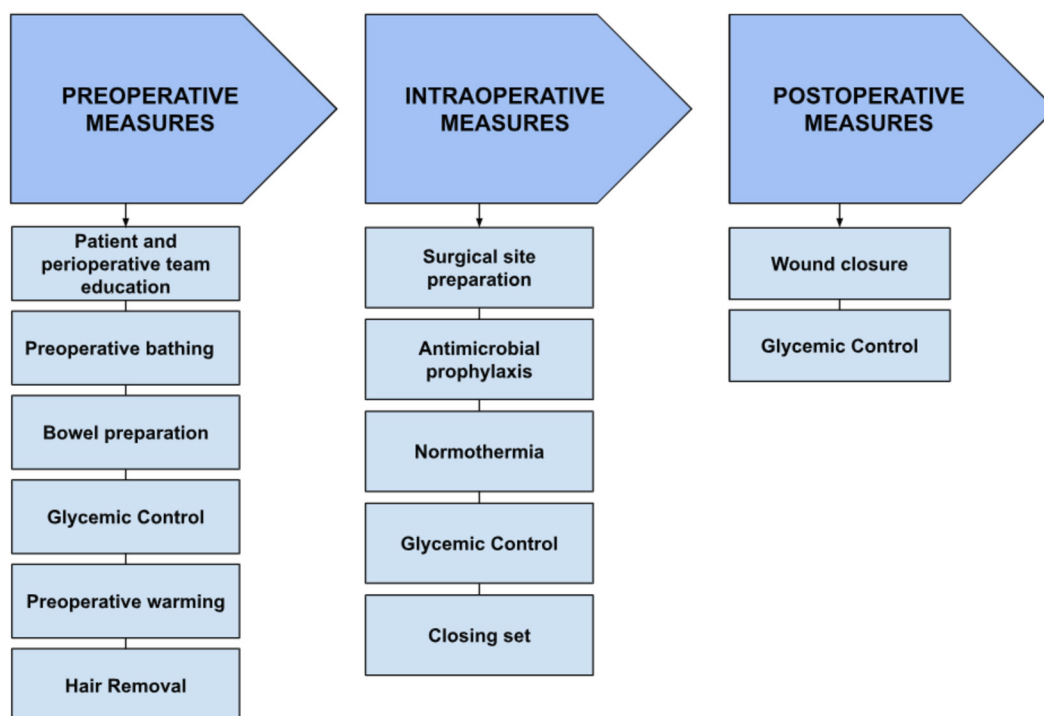 PREOPERATIVE
MEASURES
Patient and
perioperative team
education
Preoperative bathing
Bowel preparation
Glycemic Control
Preoperative warming
Hair Removal
INTRAOPERATIVE
MEASURES
Surgical site
preparation
Antimicrobial
prophylaxis
Normothermia
Glycemic Control
Closing set
POSTOPERATIVE
MEASURES
Wound closure
Glycemic Control